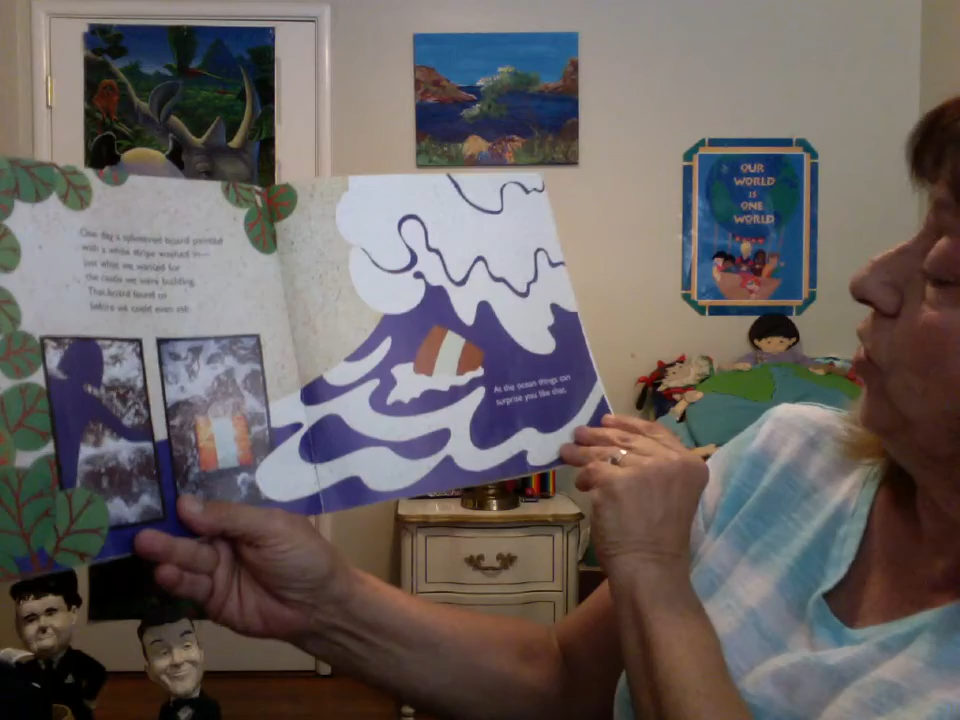 One day a splintered board painted
with a white stripe washed in—
just what we wanted for
the castle we were building.
That board found us
before we could even ask.
At the ocean things can
surprise you like that.
OUR
WORLD
IS
ONE
WORLD